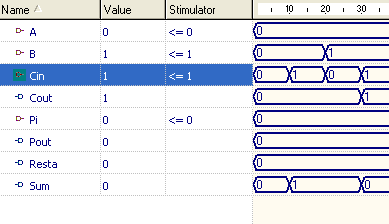 Name Value Stimulator 10 20 30
A 0 <= 0 0
B 1 <= 1 0 1
Cin 1 <= 1 0 1 0 1
Cout 1 0 1
Pi 0 <= 0 0
Pout 0 0
Resta 0 0
Sum 0 0 1 0